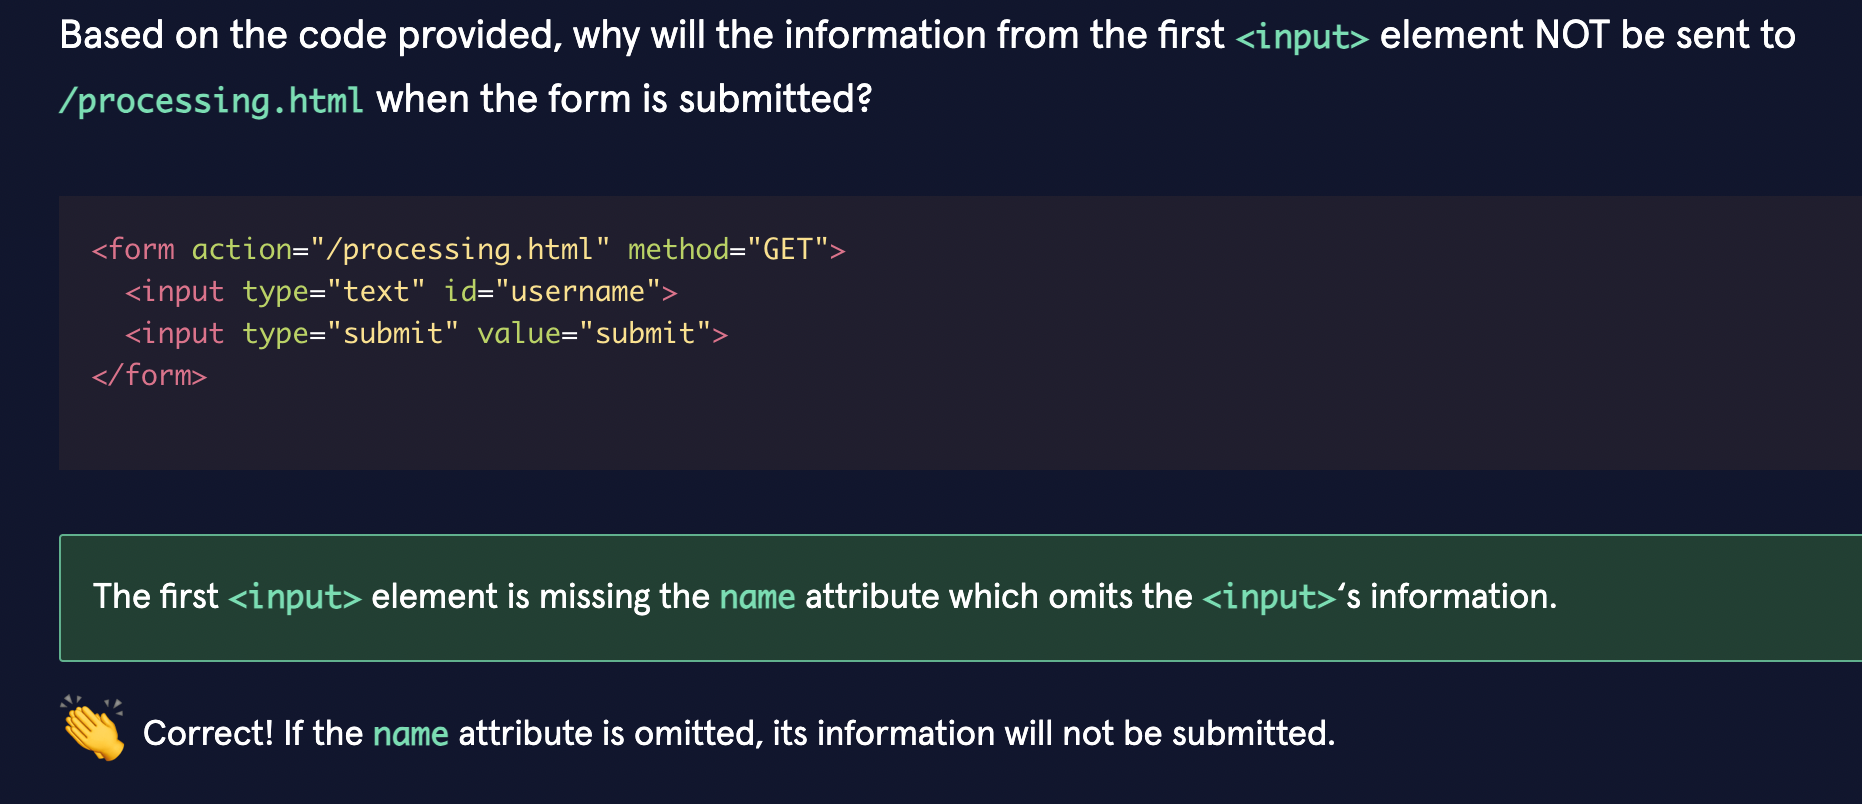 Based on the code provided, why will the information from the first <input> element NOT be sent to
/processing.html when the form is submitted?
<form action="/processing.html" method="GET">
  <input type="text" id="username">
  <input type="submit" value="submit">
</form>
The first <input> element is missing the name attribute which omits the <input>‘s information.
Correct! If the name attribute is omitted, its information will not be submitted.